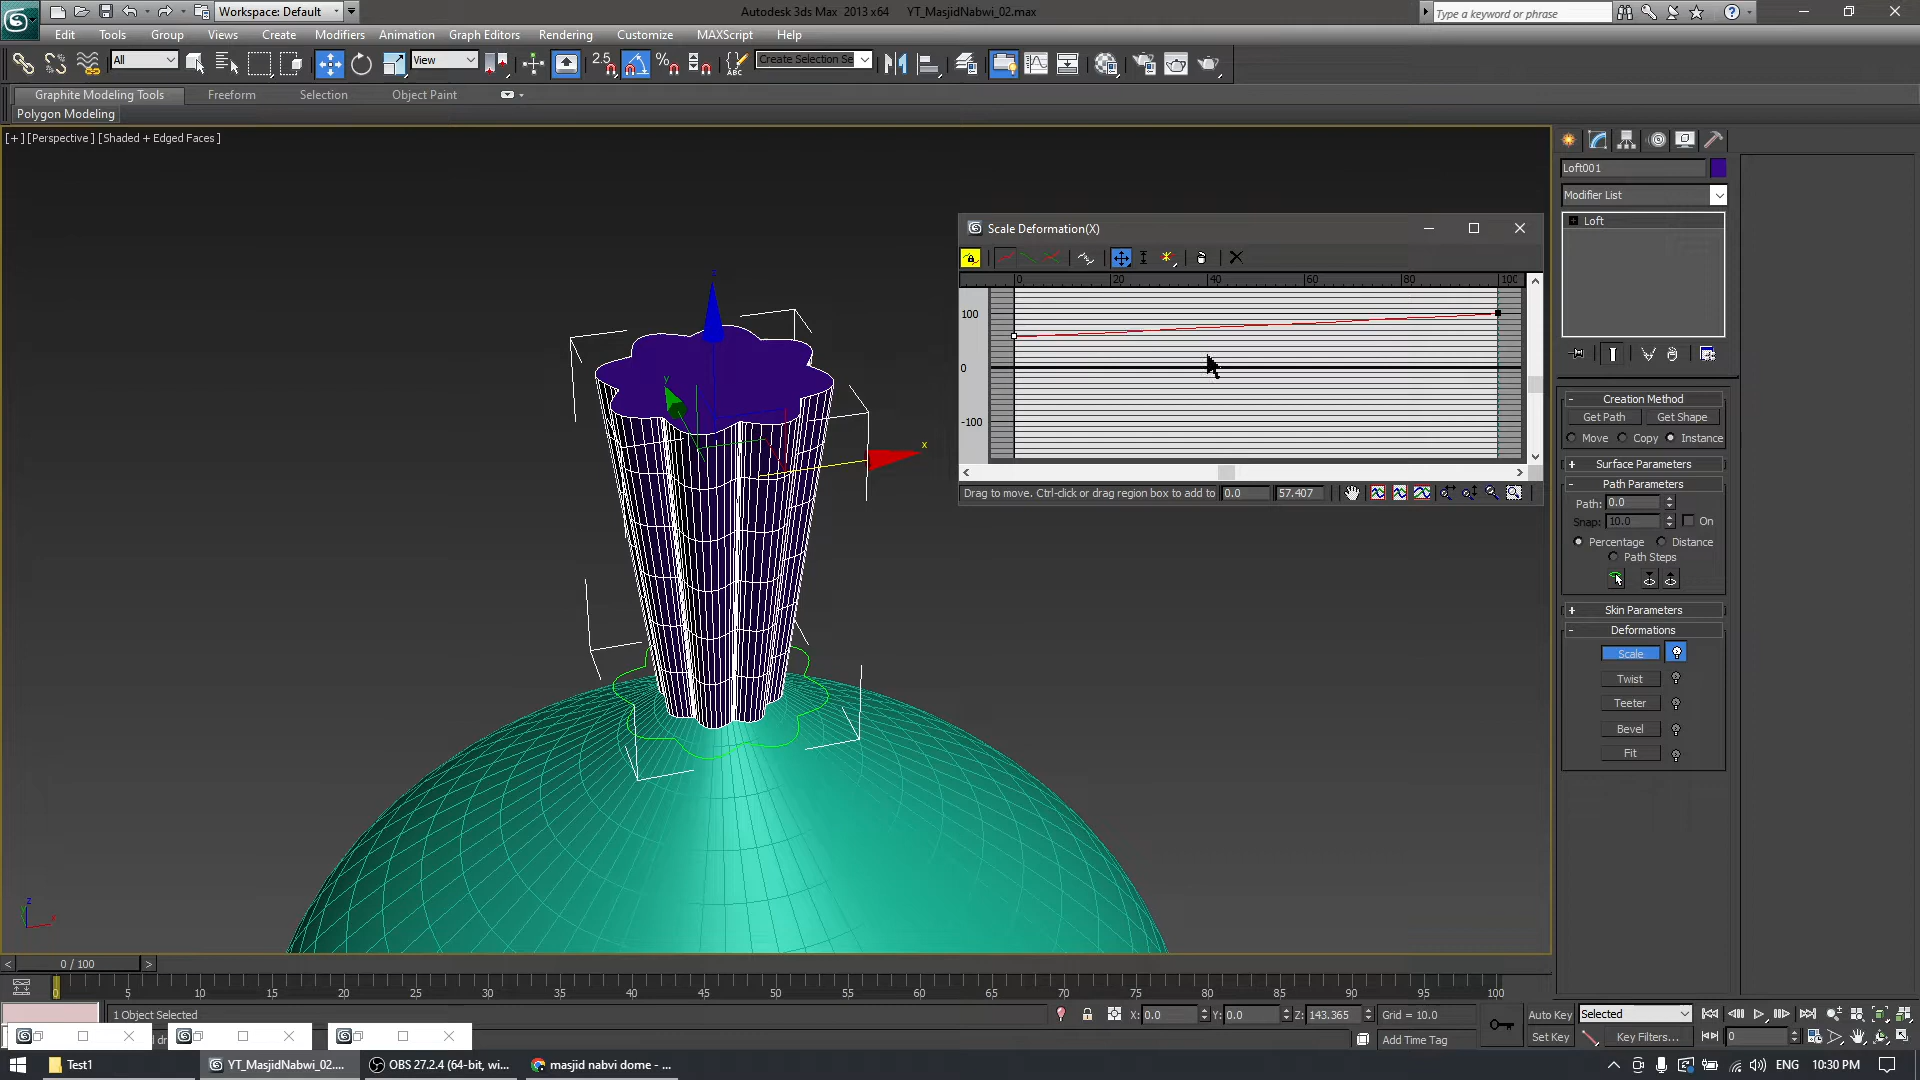 Workspace: Default
Autodesk 3ds Max 2013 x64    YT_MasjidNabwi_02.max
Type a keyword or phrase
Edit Tools Group Views Create Modifiers Animation Graph Editors Rendering Customize MAXScript Help
All
View
2.5
Create Selection Se
Graphite Modeling Tools Freeform Selection Object Paint
Polygon Modeling
[+] [Perspective] [Shaded + Edged Faces]
Loft001
Modifier List
Loft
Scale Deformation(X)
0 20 40 60 80 100
100
0
-100
Drag to move. Ctrl-click or drag region box to add to 0.0 57.407
z
y
x
Creation Method
Get Path Get Shape
Move Copy Instance
Surface Parameters
Path Parameters
Path: 0.0
Snap: 10.0 On
Percentage Distance
Path Steps
Skin Parameters
Deformations
Scale
Twist
Teeter
Bevel
Fit
z
0 / 100
0 5 10 15 20 25 30 35 40 45 50 55 60 65 70 75 80 85 90 95 100
1 Object Selected
X: 0.0 Y: 0.0 Z: 143.365 Grid = 10.0
Auto Key Selected
Add Time Tag
Set Key Key Filters... 0
Test1
YT_MasjidNabwi_02....
OBS 27.2.4 (64-bit, wi...
masjid nabvi dome - ...
ENG 10:30 PM